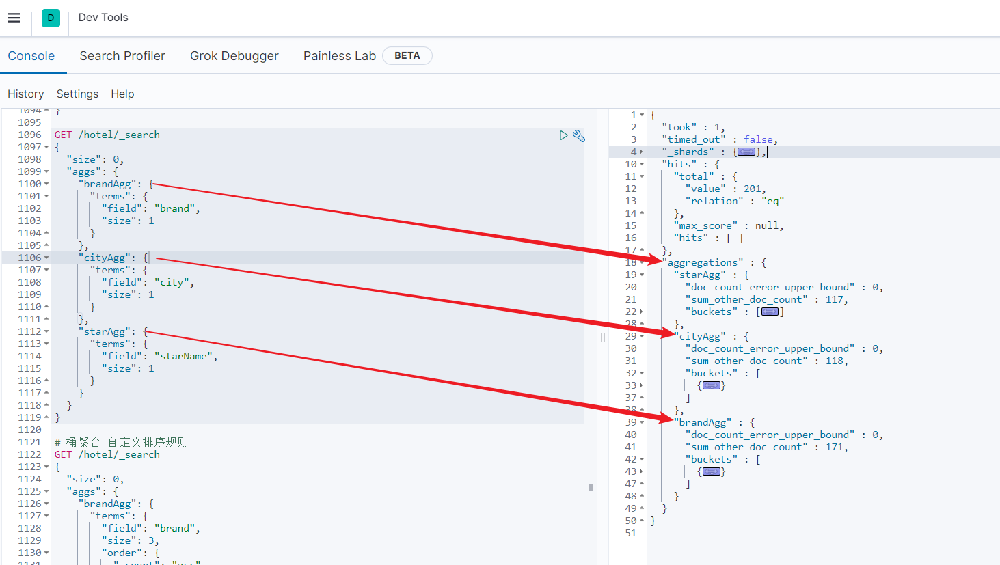 D Dev Tools
Console Search Profiler Grok Debugger Painless Lab BETA
History Settings Help
1094 }
1095
1096 GET /hotel/_search
1097 {
1098 "size": 0,
1099 "aggs": {
1100 "brandAgg": {
1101 "terms": {
1102 "field": "brand",
1103 "size": 1
1104 }
1105 },
1106 "cityAgg": {
1107 "terms": {
1108 "field": "city",
1109 "size": 1
1110 }
1111 },
1112 "starAgg": {
1113 "terms": {
1114 "field": "starName",
1115 "size": 1
1116 }
1117 }
1118 }
1119 }
1120
1121 # 桶聚合 自定义排序规则
1122 GET /hotel/_search
1123 {
1124 "size": 0,
1125 "aggs": {
1126 "brandAgg": {
1127 "terms": {
1128 "field": "brand",
1129 "size": 3,
1130 "order": {
1131 "_count": "asc"
1 {
2 "took" : 1,
3 "timed_out" : false,
4 "_shards" : {},
10 "hits" : {
11 "total" : {
12 "value" : 201,
13 "relation" : "eq"
14 },
15 "max_score" : null,
16 "hits" : [ ]
17 },
18 "aggregations" : {
19 "starAgg" : {
20 "doc_count_error_upper_bound" : 0,
21 "sum_other_doc_count" : 117,
22 "buckets" : []
28 },
29 "cityAgg" : {
30 "doc_count_error_upper_bound" : 0,
31 "sum_other_doc_count" : 118,
32 "buckets" : [
33 {}
37 ]
38 },
39 "brandAgg" : {
40 "doc_count_error_upper_bound" : 0,
41 "sum_other_doc_count" : 171,
42 "buckets" : [
43 {}
47 ]
48 }
49 }
50 }
51